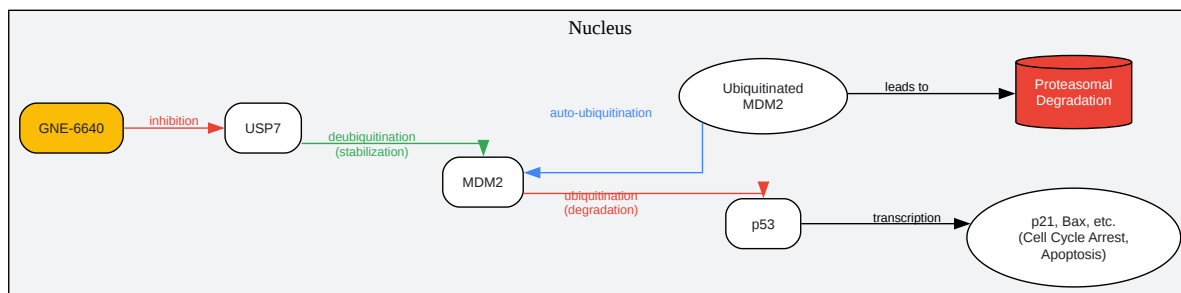 Nucleus
GNE-6640
inhibition
USP7
deubiquitination
(stabilization)
MDM2
auto-ubiquitination
Ubiquitinated
MDM2
leads to
Proteasomal
Degradation
ubiquitination
(degradation)
p53
transcription
p21, Bax, etc.
(Cell Cycle Arrest,
Apoptosis)